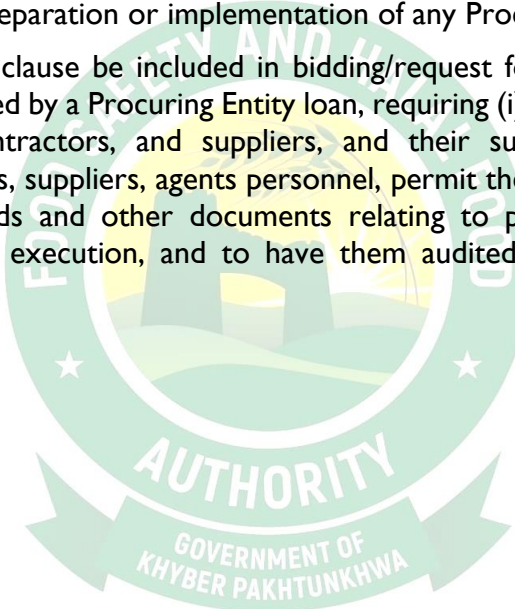 eparation or implementation of any Proc
clause be included in bidding/request fo
ed by a Procuring Entity loan, requiring (i)
ntractors, and suppliers, and their su
s, suppliers, agents personnel, permit the
ds and other documents relating to p
execution, and to have them audited
FOOD SAFETY AND HALAL FOOD
AUTHORITY
GOVERNMENT OF
KHYBER PAKHTUNKHWA